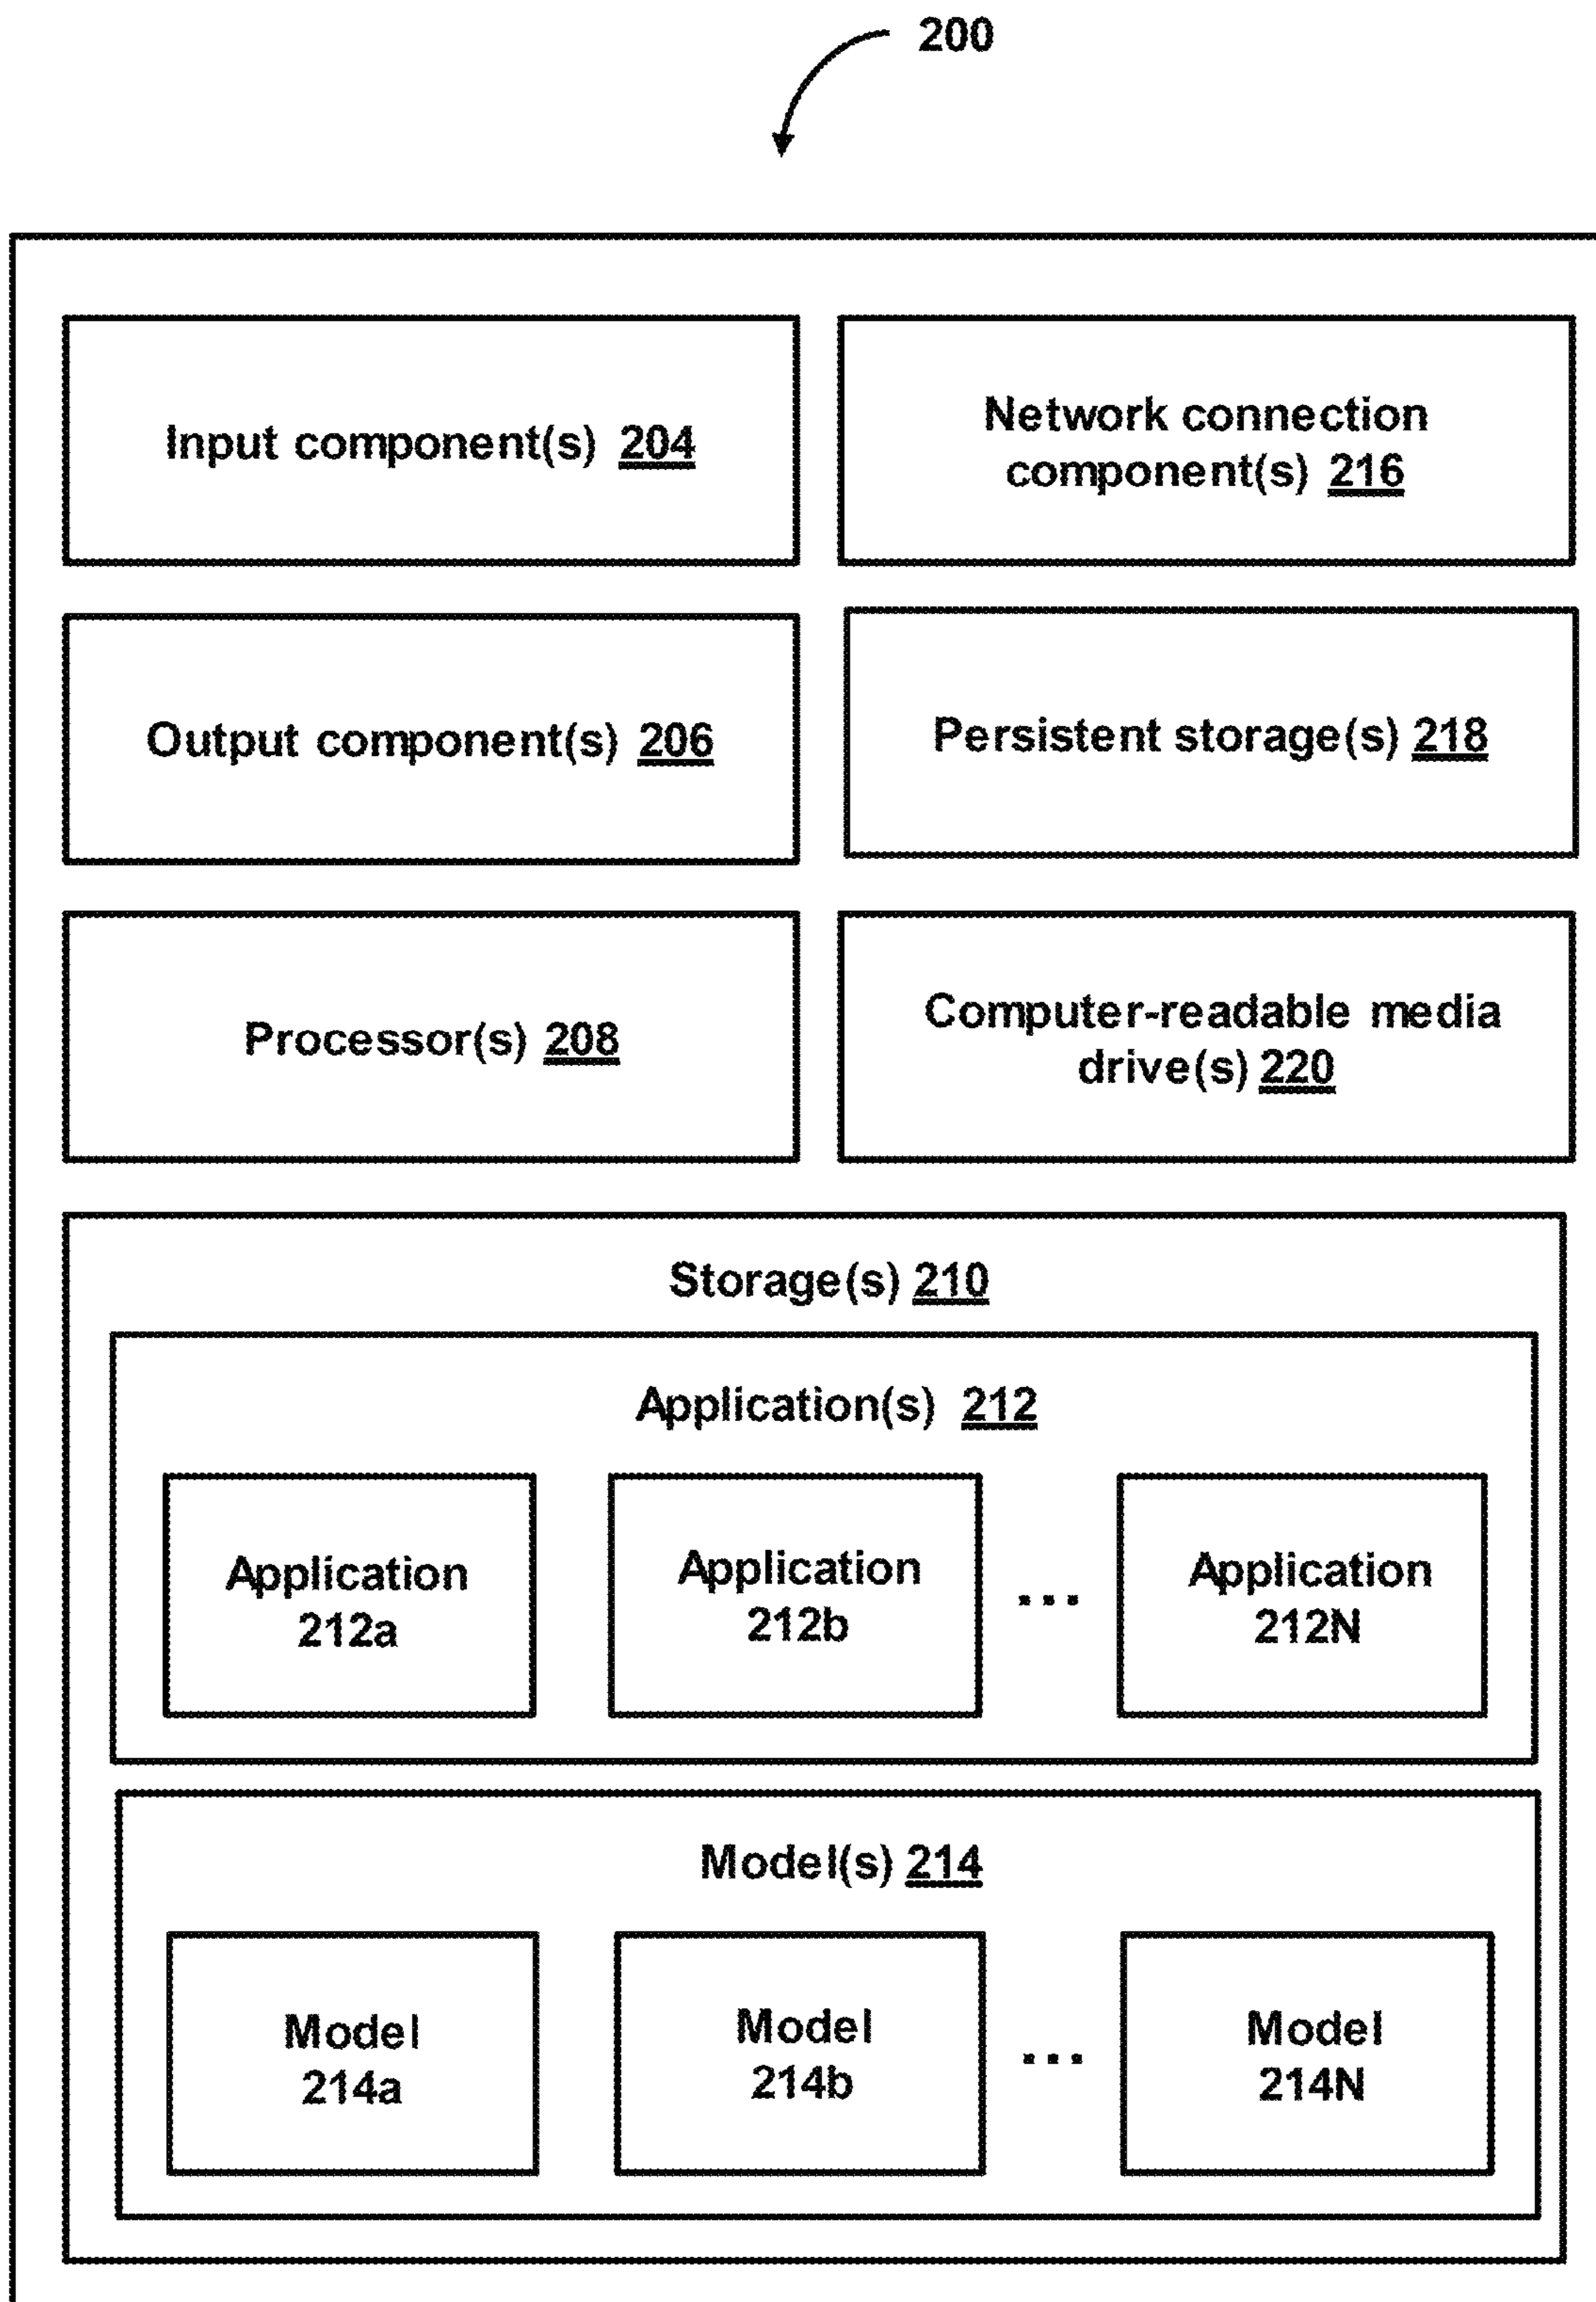 200
Input component(s) 204
Network connection
component(s) 216
Output component(s) 206
Persistent storage(s) 218
Processor(s) 208
Computer-readable media
drive(s) 220
Storage(s) 210
Application(s) 212
Application
212a
Application
212b
...
Application
212N
Model(s) 214
Model
214a
Model
214b
...
Model
214N